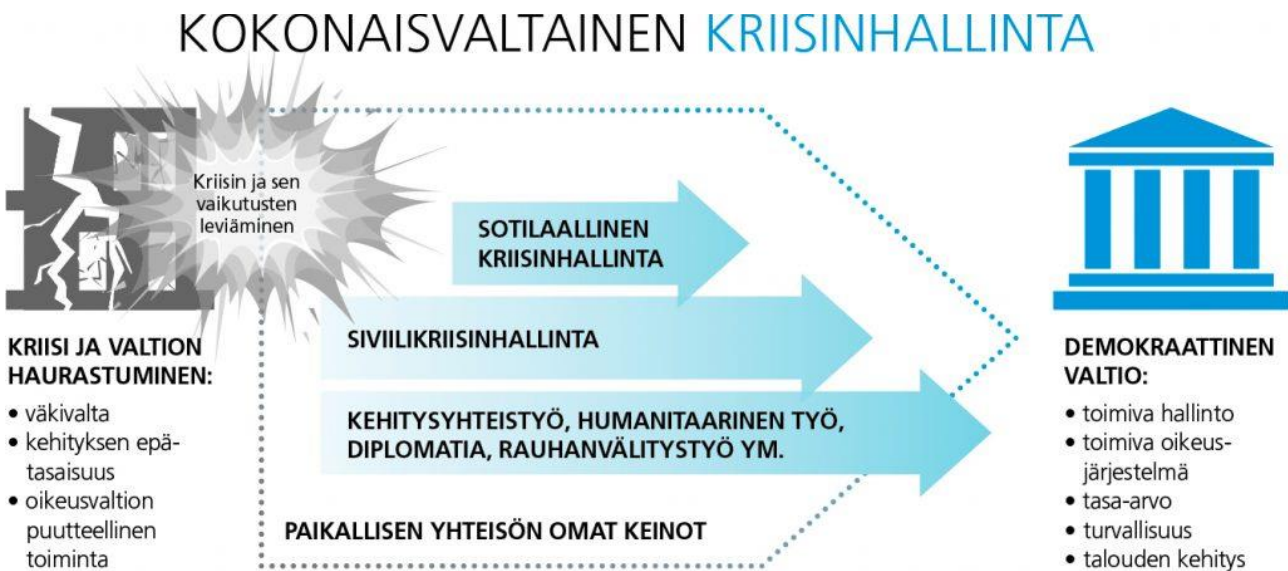 KOKONAISVALTAINEN KRIISINHALLINTA
Kriisin ja sen
vaikutusten
leviäminen
KRIISI JA VALTION
HAURASTUMINEN:
• väkivalta
• kehityksen epä-
tasaisuus
• oikeusvaltion
puutteellinen
toiminta
SOTILAALLINEN
KRIISINHALLINTA
SIVIILIKRIISINHALLINTA
KEHITYSYHTEISTYÖ, HUMANITAARINEN TYÖ,
DIPLOMATIA, RAUHANVÄLITYSTYÖ YM.
PAIKALLISEN YHTEISÖN OMAT KEINOT
DEMOKRAATTINEN
VALTIO:
• toimiva hallinto
• toimiva oikeus-
järjestelmä
• tasa-arvo
• turvallisuus
• talouden kehitys